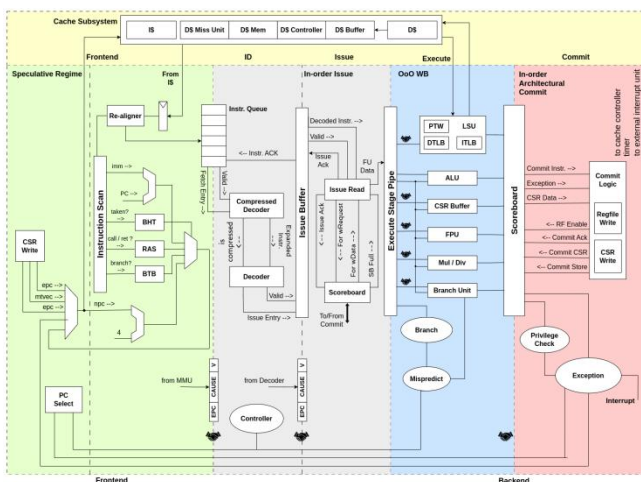 Cache Subsystem
I$
D$ Miss Unit
D$ Mem
D$ Controller
D$ Buffer
D$
Frontend
ID
Issue
Execute
Commit
Speculative Regime
From
I$
In-order Issue
OoO WB
In-order
Architectural
Commit
to cache controller
timer
to external interrupt unit
Re-aligner
Instr. Queue
Decoded Instr. -->
Valid -->
<-- Instr. ACK
Issue
Ack
FU
Data
PTW
LSU
DTLB
ITLB
Instruction Scan
imm -->
PC-->
taken?
-->
BHT
call / ret ?
-->
RAS
branch?
-->
BTB
Fetch Entry -->
Valid -->
Compressed
Decoder
is
compressed
<---
Expanded
Instr.
<---
Decoder
Valid -->
Issue Entry -->
Issue Buffer
Issue Read
<--- Issue Ack
<-- For wRequest
For wData -->
SB Full -->
Scoreboard
To/From
Commit
Execute Stage Pipe
ALU
CSR Buffer
FPU
Mul / Div
Branch Unit
Scoreboard
Commit Instr. -->
Exception -->
CSR Data -->
<-- RF Enable
<-- Commit Ack
<-- Commit CSR
<-- Commit Store
Commit
Logic
Regfile
Write
CSR
Write
CSR
Write
epc -->
mtvec -->
epc -->
npc -->
4
Branch
Mispredict
Privilege
Check
Exception
Interrupt
PC
Select
from MMU
EPC
CAUSE
V
from Decoder
EPC
CAUSE
V
Controller
Frontend
Backend